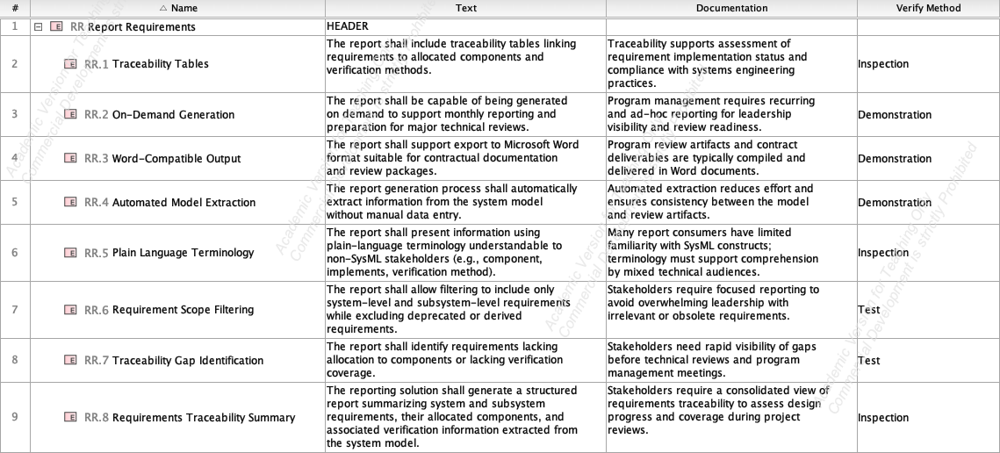 # Name Text Documentation Verify Method
1 E RR Report Requirements HEADER
2 E RR.1 Traceability Tables
The report shall include traceability tables linking
requirements to allocated components and
verification methods.
Traceability supports assessment of
requirement implementation status and
compliance with systems engineering
practices.
Inspection
3 E RR.2 On-Demand Generation
The report shall be capable of being generated
on demand to support monthly reporting and
preparation for major technical reviews.
Program management requires recurring
and ad-hoc reporting for leadership
visibility and review readiness.
Demonstration
4 E RR.3 Word-Compatible Output
The report shall support export to Microsoft Word
format suitable for contractual documentation
and review packages.
Program review artifacts and contract
deliverables are typically compiled and
delivered in Word documents.
Demonstration
5 E RR.4 Automated Model Extraction
The report generation process shall automatically
extract information from the system model
without manual data entry.
Automated extraction reduces effort and
ensures consistency between the model
and review artifacts.
Demonstration
6 E RR.5 Plain Language Terminology
The report shall present information using
plain-language terminology understandable to
non-SysML stakeholders (e.g., component,
implements, verification method).
Many report consumers have limited
familiarity with SysML constructs;
terminology must support comprehension
by mixed technical audiences.
Inspection
7 E RR.6 Requirement Scope Filtering
The report shall allow filtering to include only
system-level and subsystem-level requirements
while excluding deprecated or derived
requirements.
Stakeholders require focused reporting to
avoid overwhelming leadership with
irrelevant or obsolete requirements.
Test
8 E RR.7 Traceability Gap Identification
The report shall identify requirements lacking
allocation to components or lacking verification
coverage.
Stakeholders need rapid visibility of gaps
before technical reviews and program
management meetings.
Test
9 E RR.8 Requirements Traceability Summary
The reporting solution shall generate a structured
report summarizing system and subsystem
requirements, their allocated components, and
associated verification information extracted from
the system model.
Stakeholders require a consolidated view of
requirements traceability to assess design
progress and coverage during project
reviews.
Inspection
Academic Version for Teaching Only
Commercial Development is strictly Prohibited